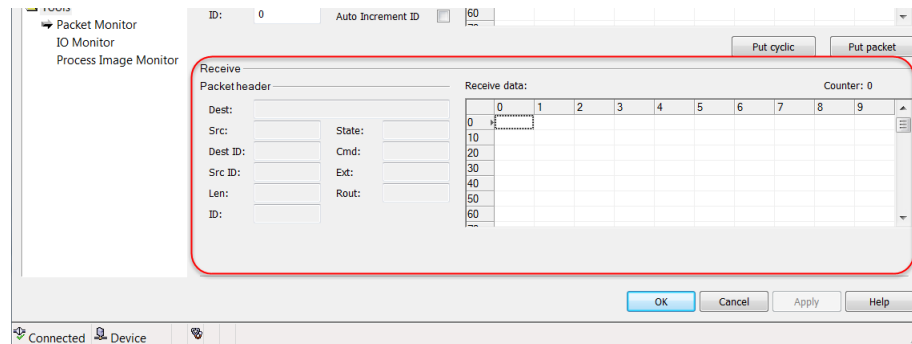 Tools
Packet Monitor
IO Monitor
Process Image Monitor
ID: 0 Auto Increment ID
60
Put cyclic Put packet
Receive
Packet header
Dest:
Src: State:
Dest ID: Cmd:
Src ID: Ext:
Len: Rout:
ID:
Receive data: Counter: 0
0 1 2 3 4 5 6 7 8 9
0
10
20
30
40
50
60
OK Cancel Apply Help
Connected Device